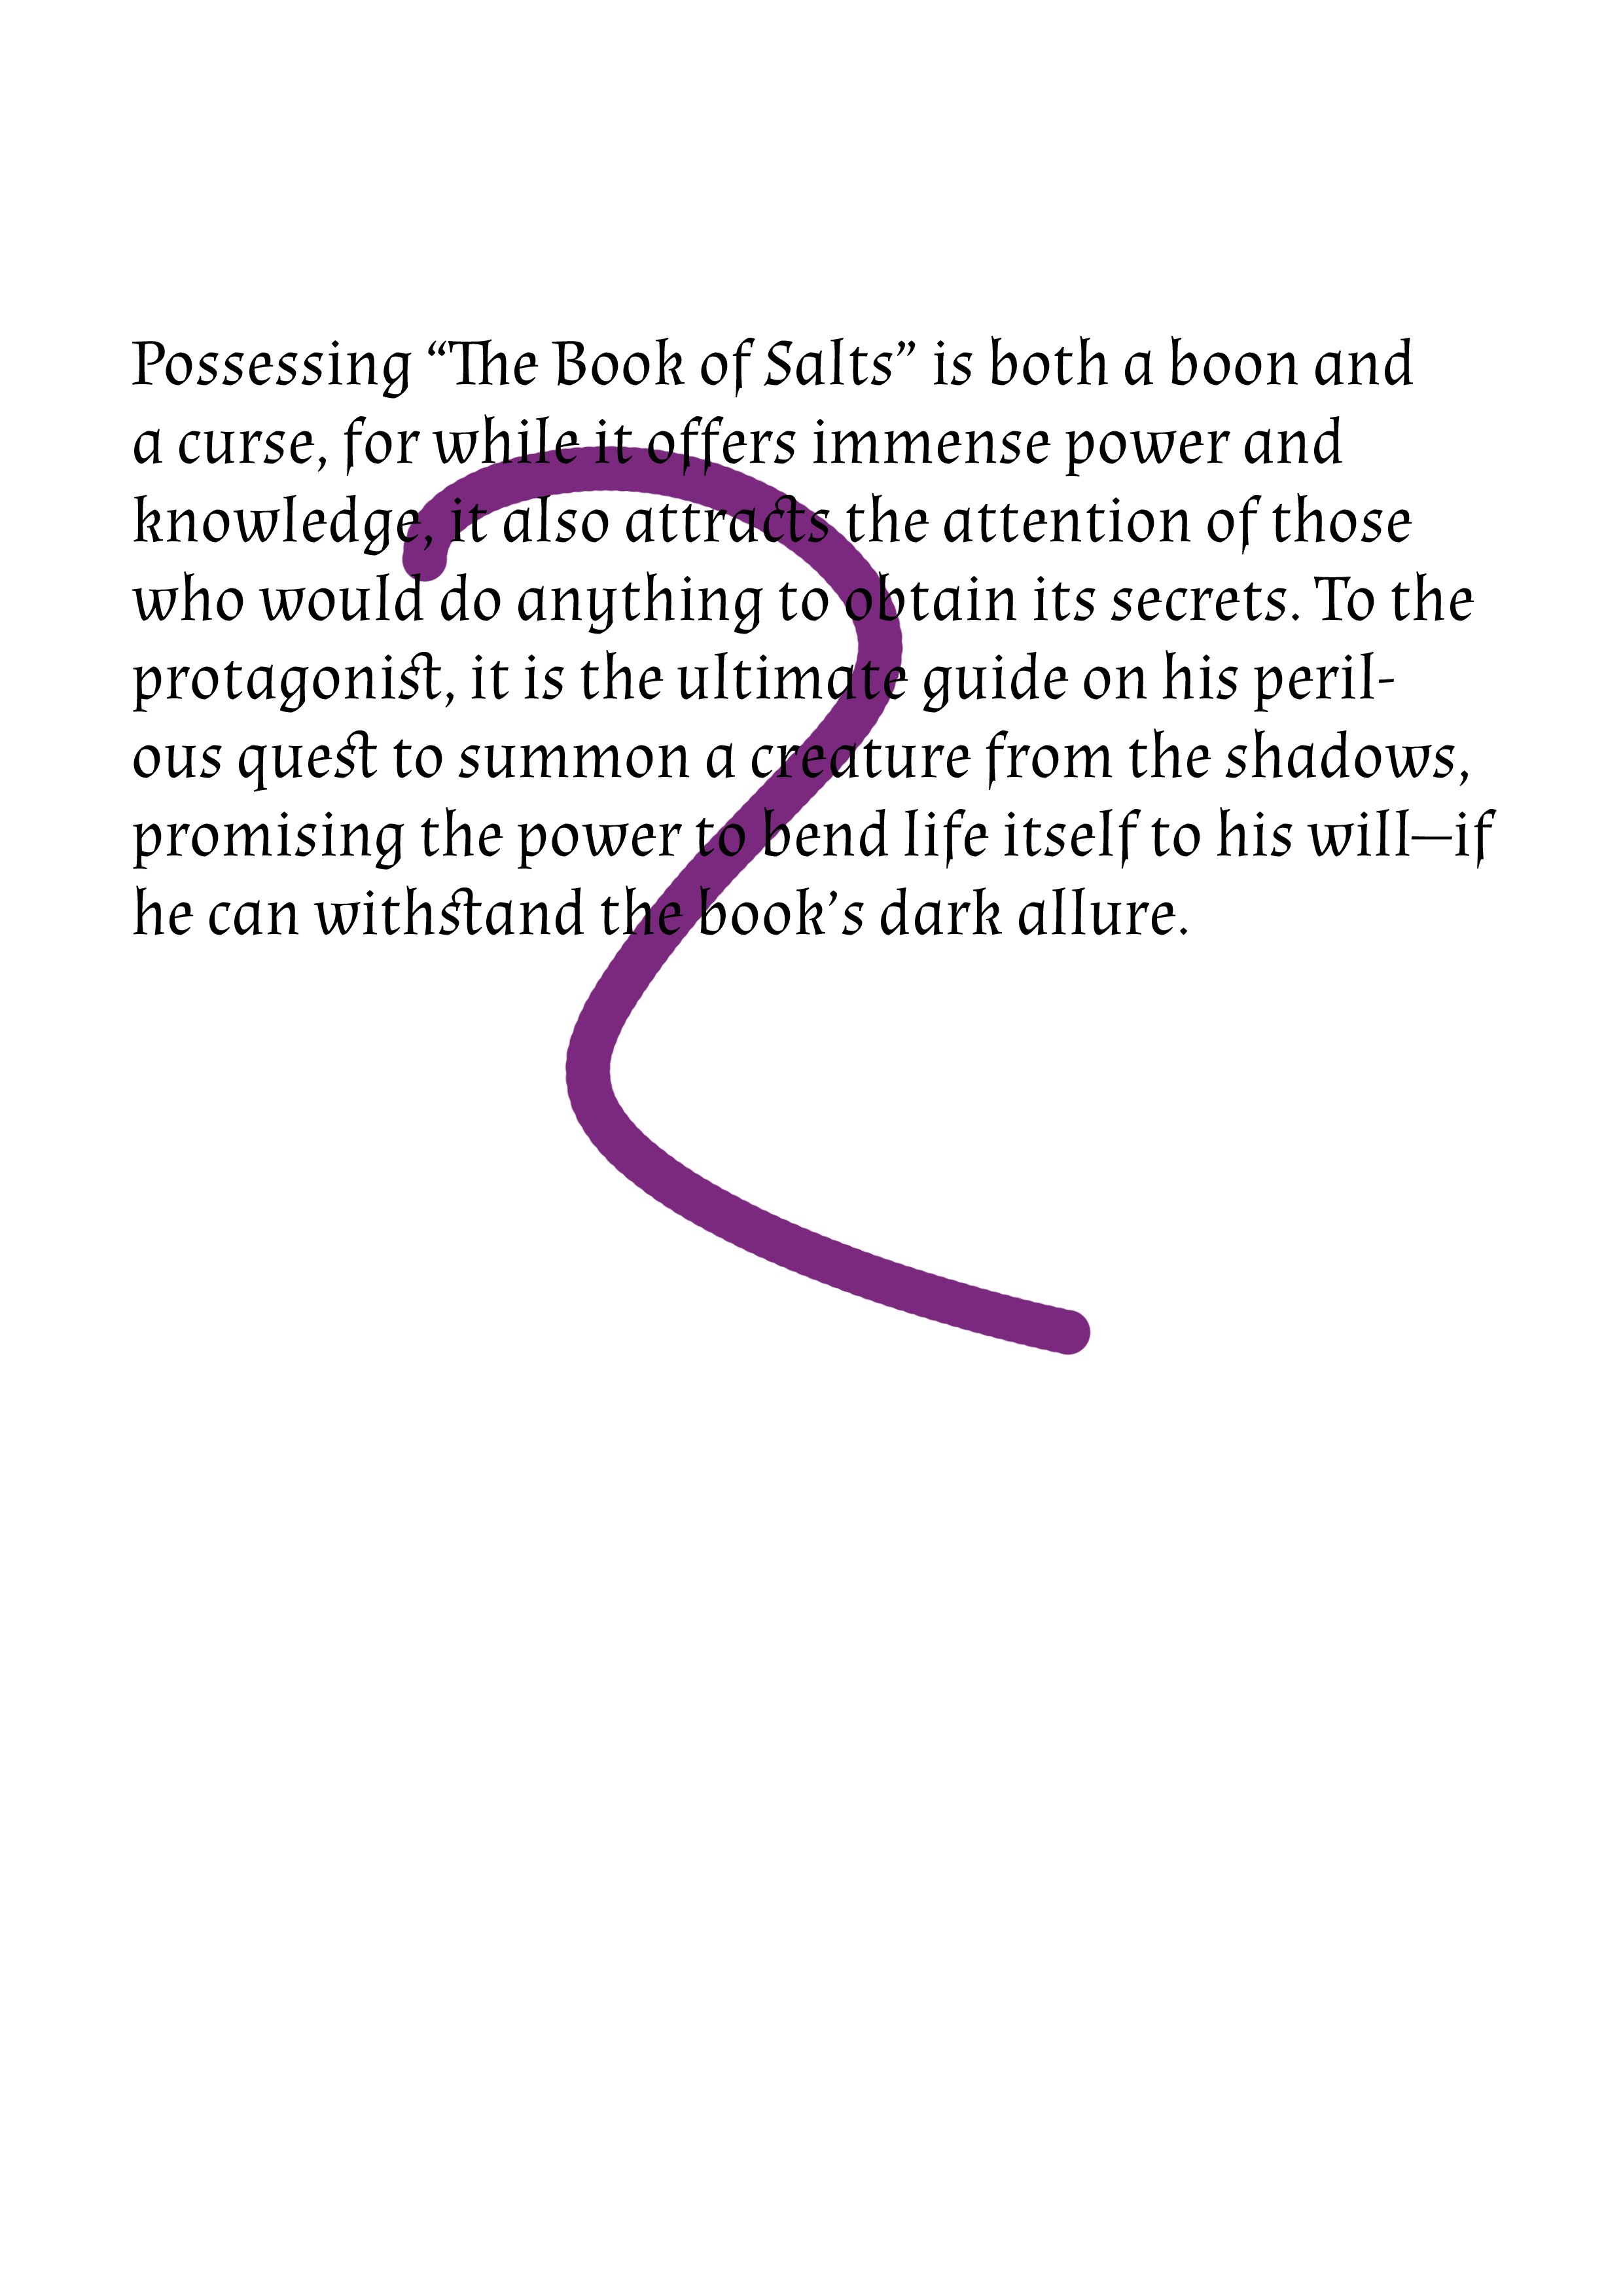 Possessing “The Book of Salts” is both a boon and
a curse, for while it offers immense power and
knowledge, it also attracts the attention of those
who would do anything to obtain its secrets. To the
protagonist, it is the ultimate guide on his peril-
ous quest to summon a creature from the shadows,
promising the power to bend life itself to his will—if
he can withstand the book’s dark allure.